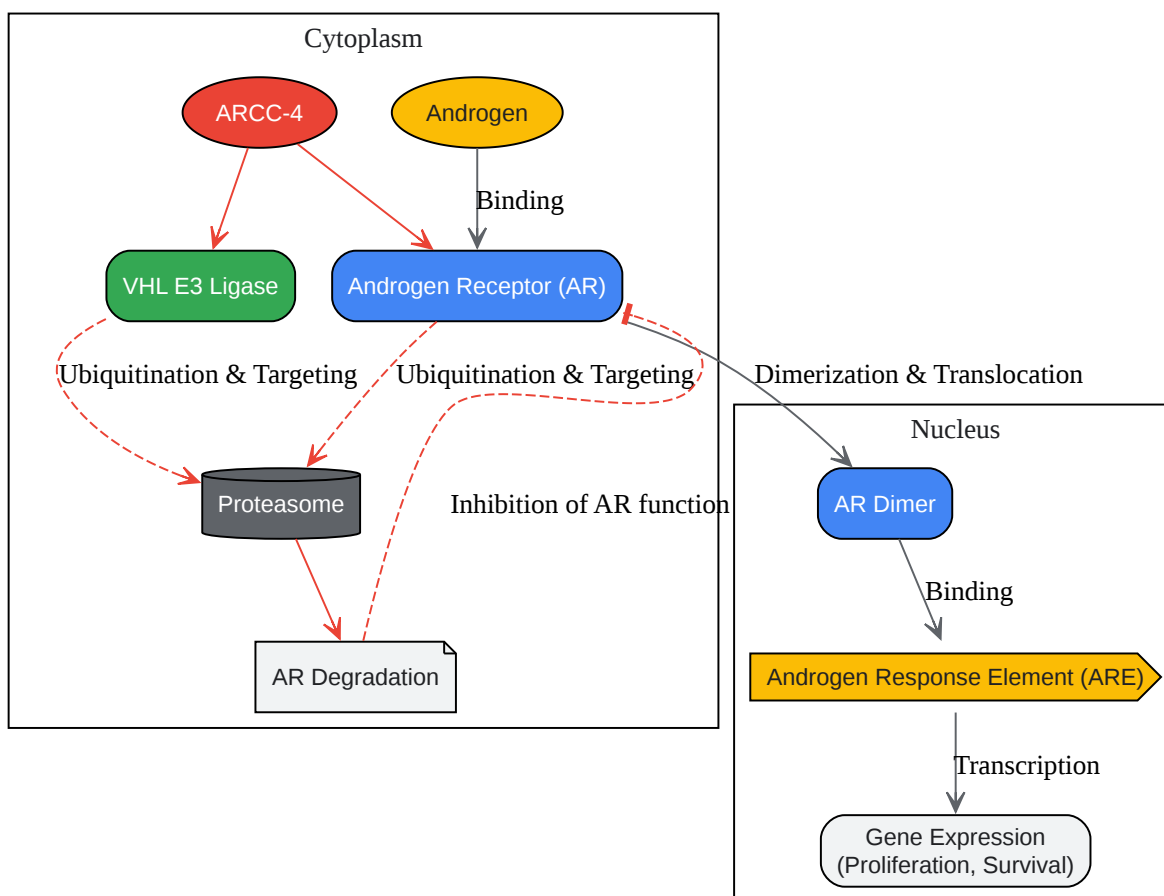 Cytoplasm
ARCC-4
Androgen
Binding
VHL E3 Ligase
Androgen Receptor (AR)
Ubiquitination & Targeting
Ubiquitination & Targeting
Dimerization & Translocation
Nucleus
Proteasome
Inhibition of AR function
AR Dimer
Binding
AR Degradation
Androgen Response Element (ARE)
Transcription
Gene Expression
(Proliferation, Survival)